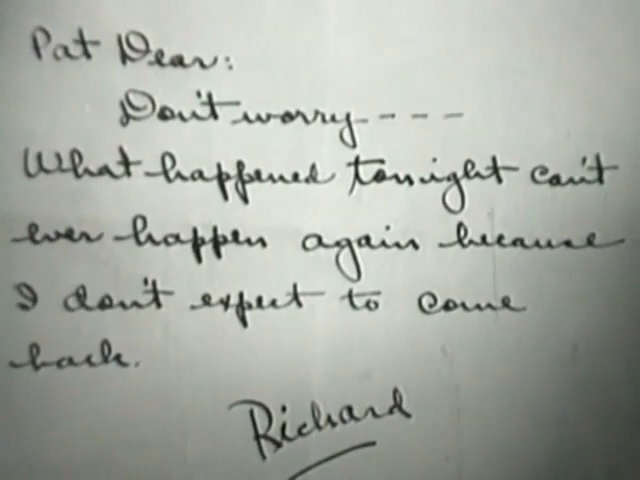 Pat Dear:
Don't worry----
What happened tonight can't
ever happen again because
I don't expect to come
back.
Richard